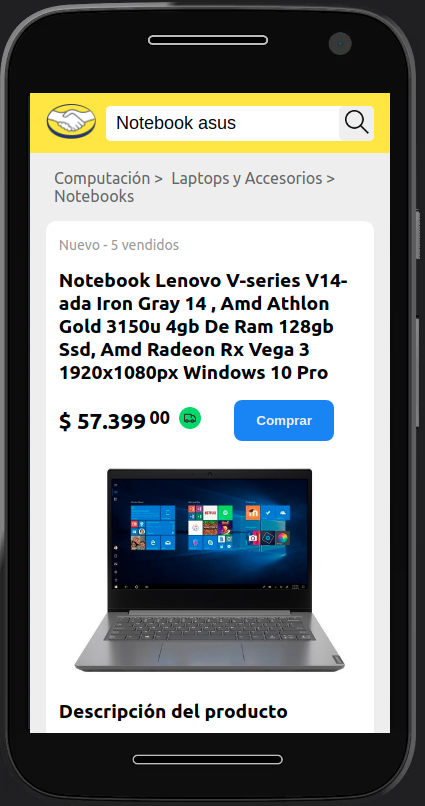 Notebook asus
Computación > Laptops y Accesorios >
Notebooks
Nuevo - 5 vendidos
Notebook Lenovo V-series V14-
ada Iron Gray 14 , Amd Athlon
Gold 3150u 4gb De Ram 128gb
Ssd, Amd Radeon Rx Vega 3
1920x1080px Windows 10 Pro
$ 57.399 00
Comprar
Descripción del producto